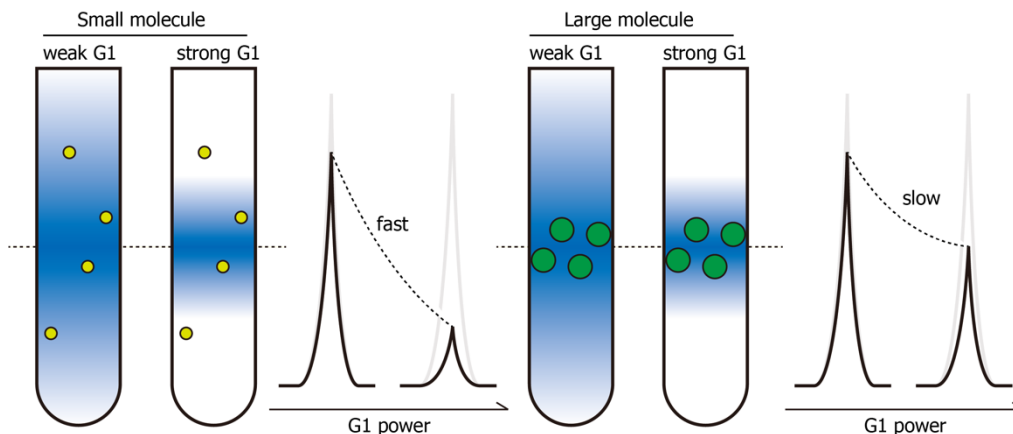 Small molecule
weak G1
strong G1
fast
G1 power
Large molecule
weak G1
strong G1
slow
G1 power